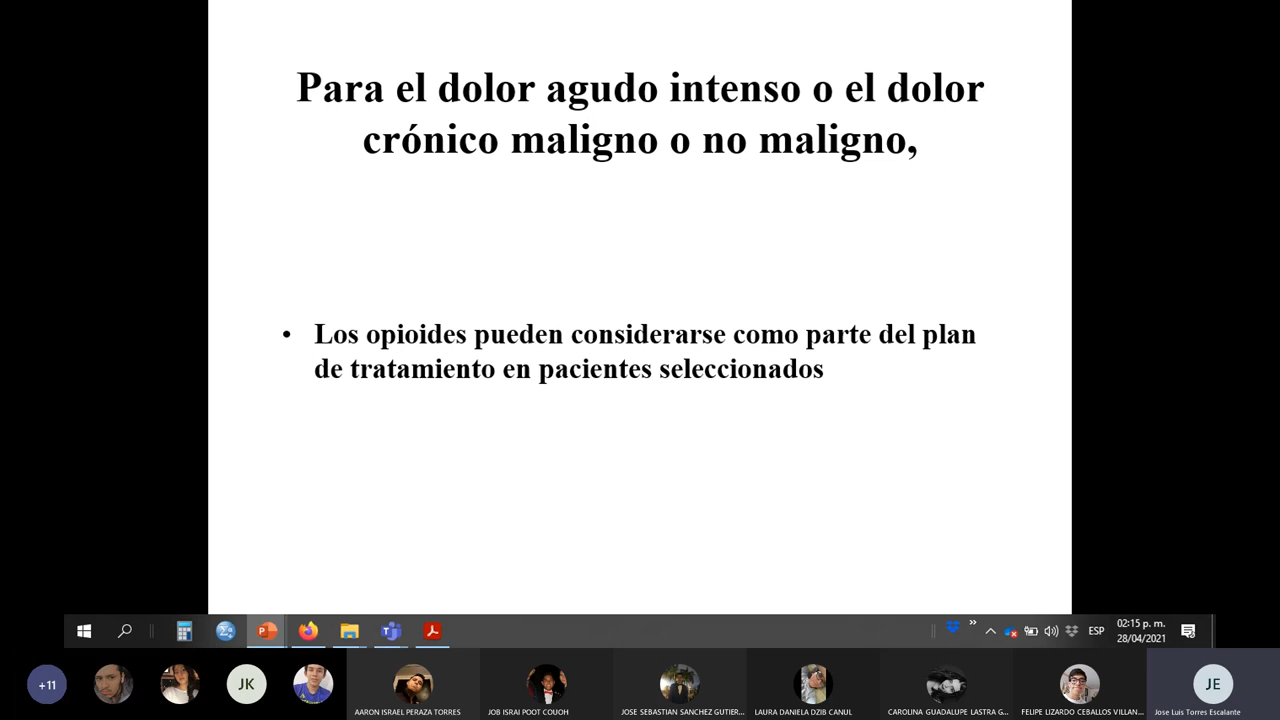 Para el dolor agudo intenso o el dolor
crónico maligno o no maligno,
• Los opioides pueden considerarse como parte del plan
de tratamiento en pacientes seleccionados
ESP
02:15 p. m.
28/04/2021
+11
JK
AARON ISRAEL PERAZA TORRES
JOB ISRAI POOT COUOH
JOSE SEBASTIAN SANCHEZ GUTIER...
LAURA DANIELA DZIB CANUL
CAROLINA GUADALUPE LASTRA G...
FELIPE LIZARDO CEBALLOS VILLAN...
JE
Jose Luis Torres Escalante